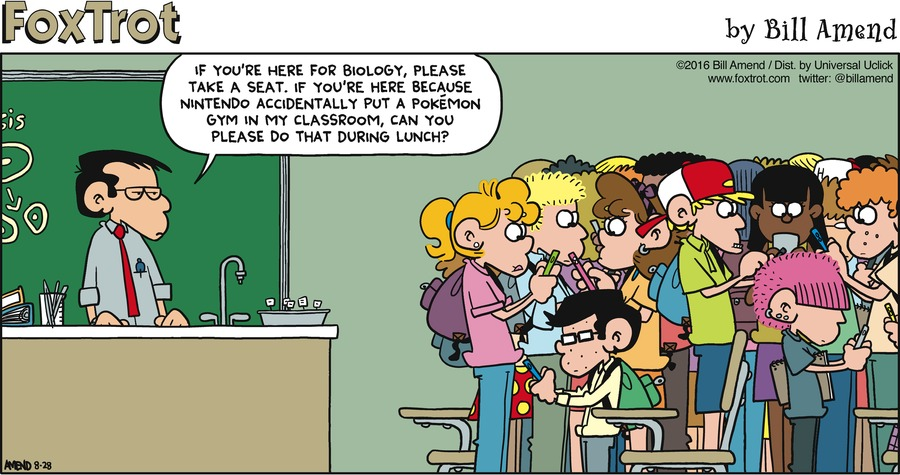 FoxTrot
by Bill Amend
©2016 Bill Amend / Dist. by Universal Uclick
www.foxtrot.com twitter: @billamend
IF YOU'RE HERE FOR BIOLOGY, PLEASE
TAKE A SEAT. IF YOU'RE HERE BECAUSE
NINTENDO ACCIDENTALLY PUT A POKÉMON
GYM IN MY CLASSROOM, CAN YOU
PLEASE DO THAT DURING LUNCH?
sis
AMEND 8-28